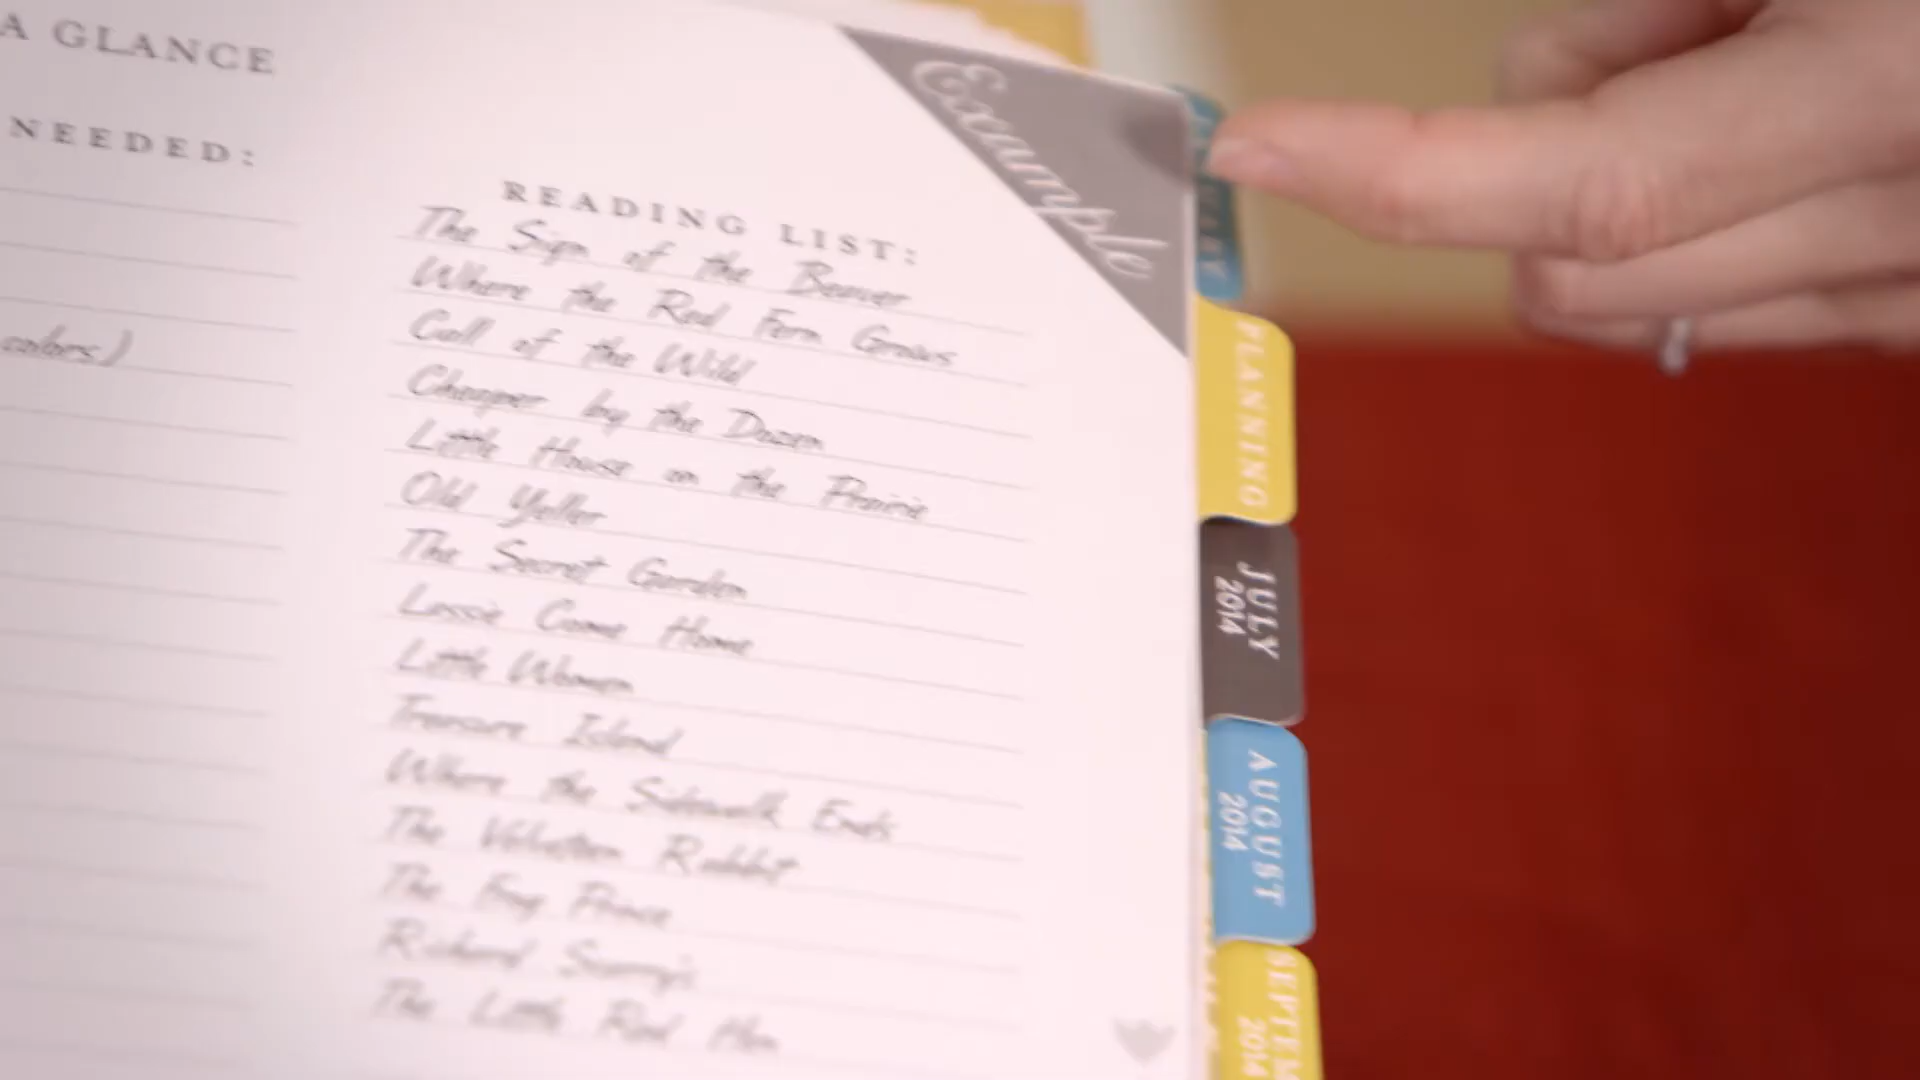 A GLANCE
NEEDED:
colors)
READING LIST:
The Sign of the Beaver
Where the Red Fern Grows
Call of the Wild
Cheaper by the Dozen
Little House on the Prairie
Old Yeller
The Secret Garden
Lassie Come Home
Little Women
Treasure Island
Where the Sidewalk Ends
The Velveteen Rabbit
The Frog Prince
Richard Scarry's
The Little Red Hen
Example
PLANNING
JULY
2014
AUGUST
2014
SEPTEM
2014